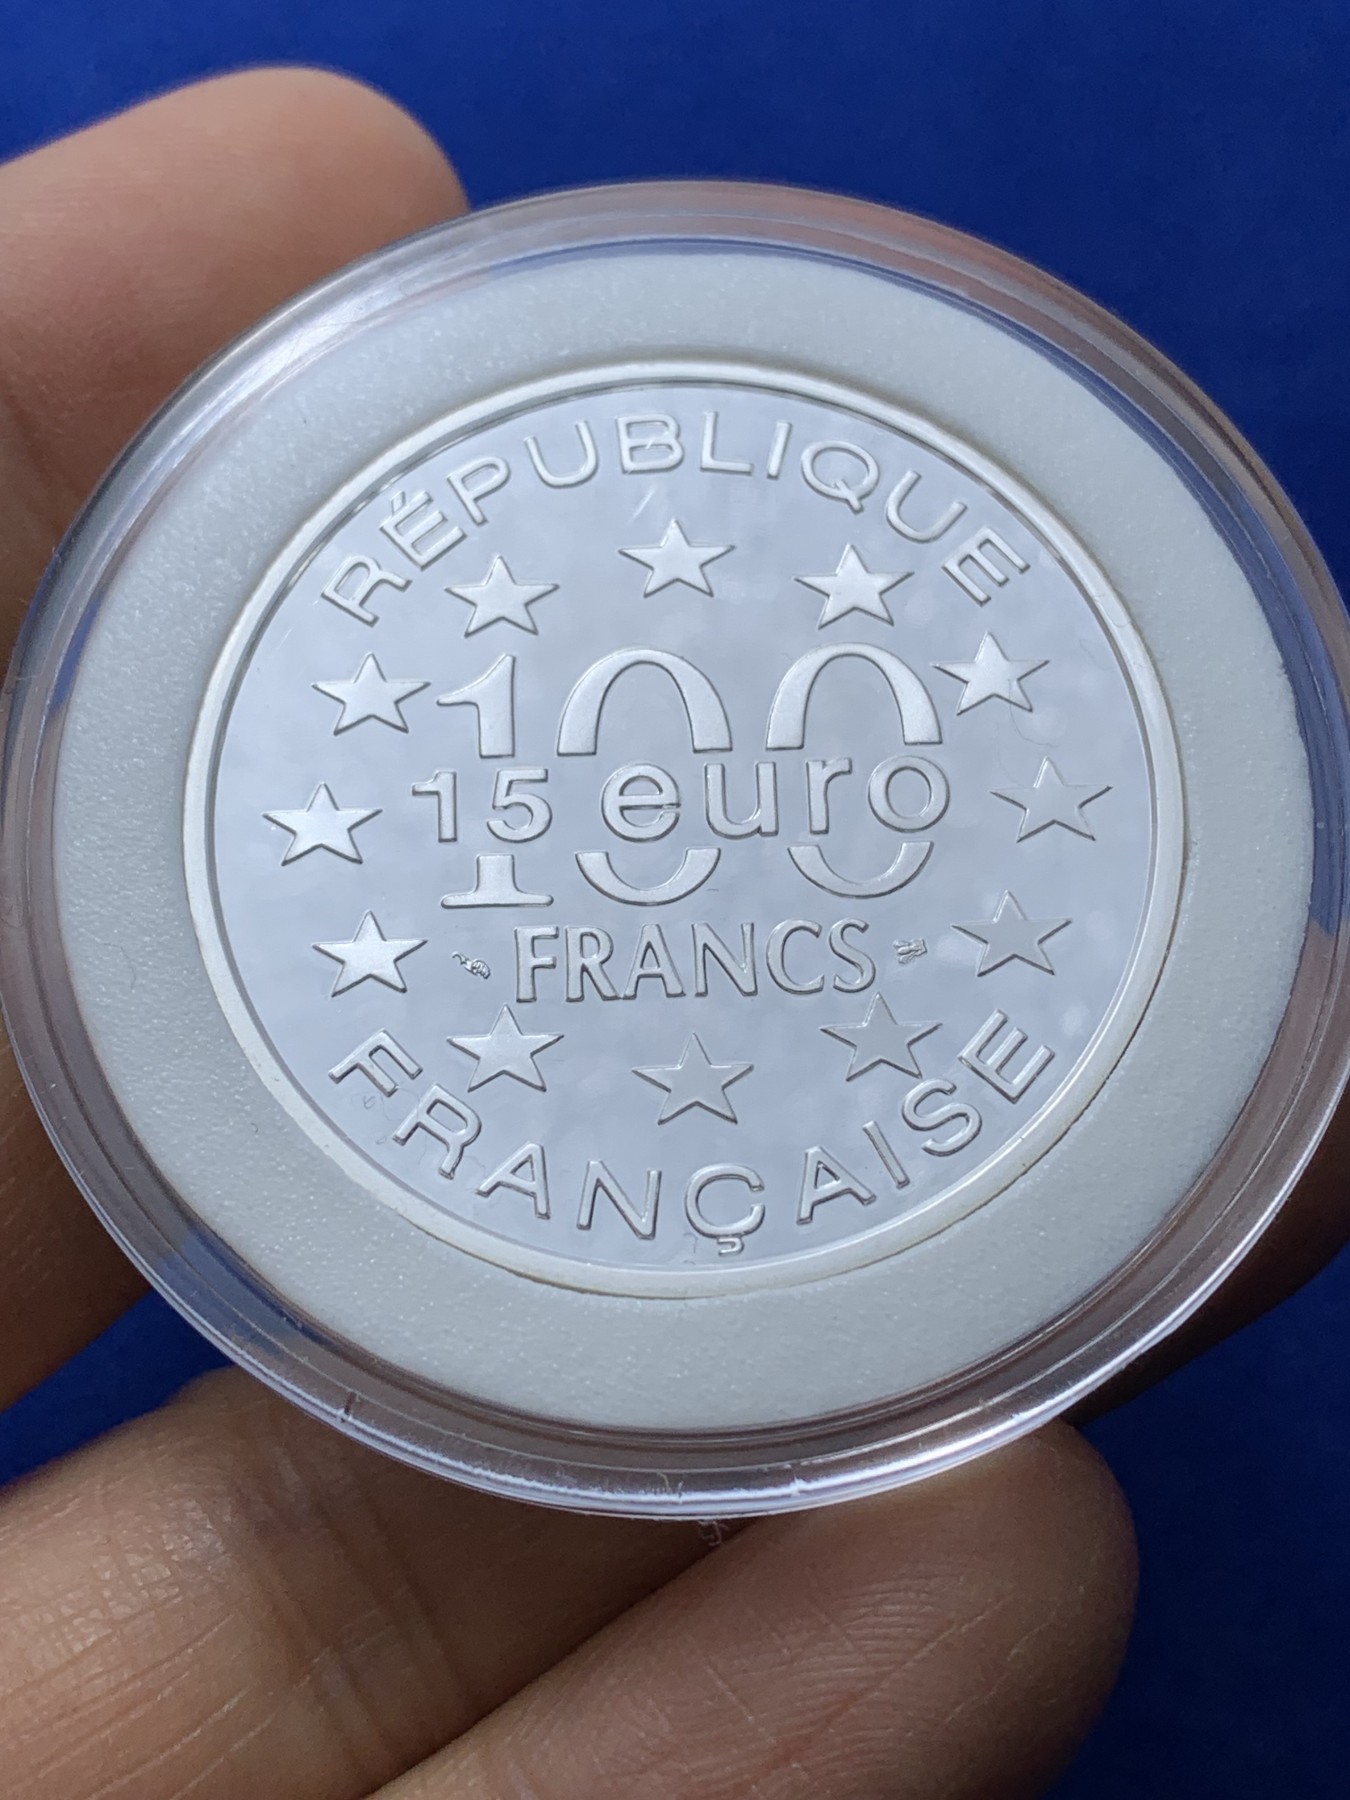 RÉPUBLIQUE
100
15 euro
FRANCS
FRANÇAISE